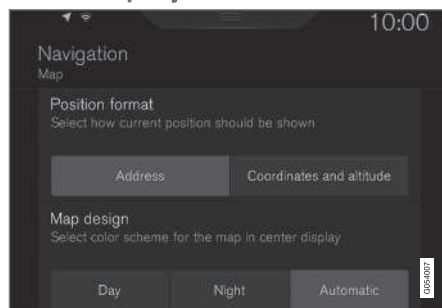 10:00
Navigation
Map
Position format
Select how current position should be shown
Address Coordinates and altitude
Map design
Select color scheme for the map in center display
Day Night Automatic
G054007